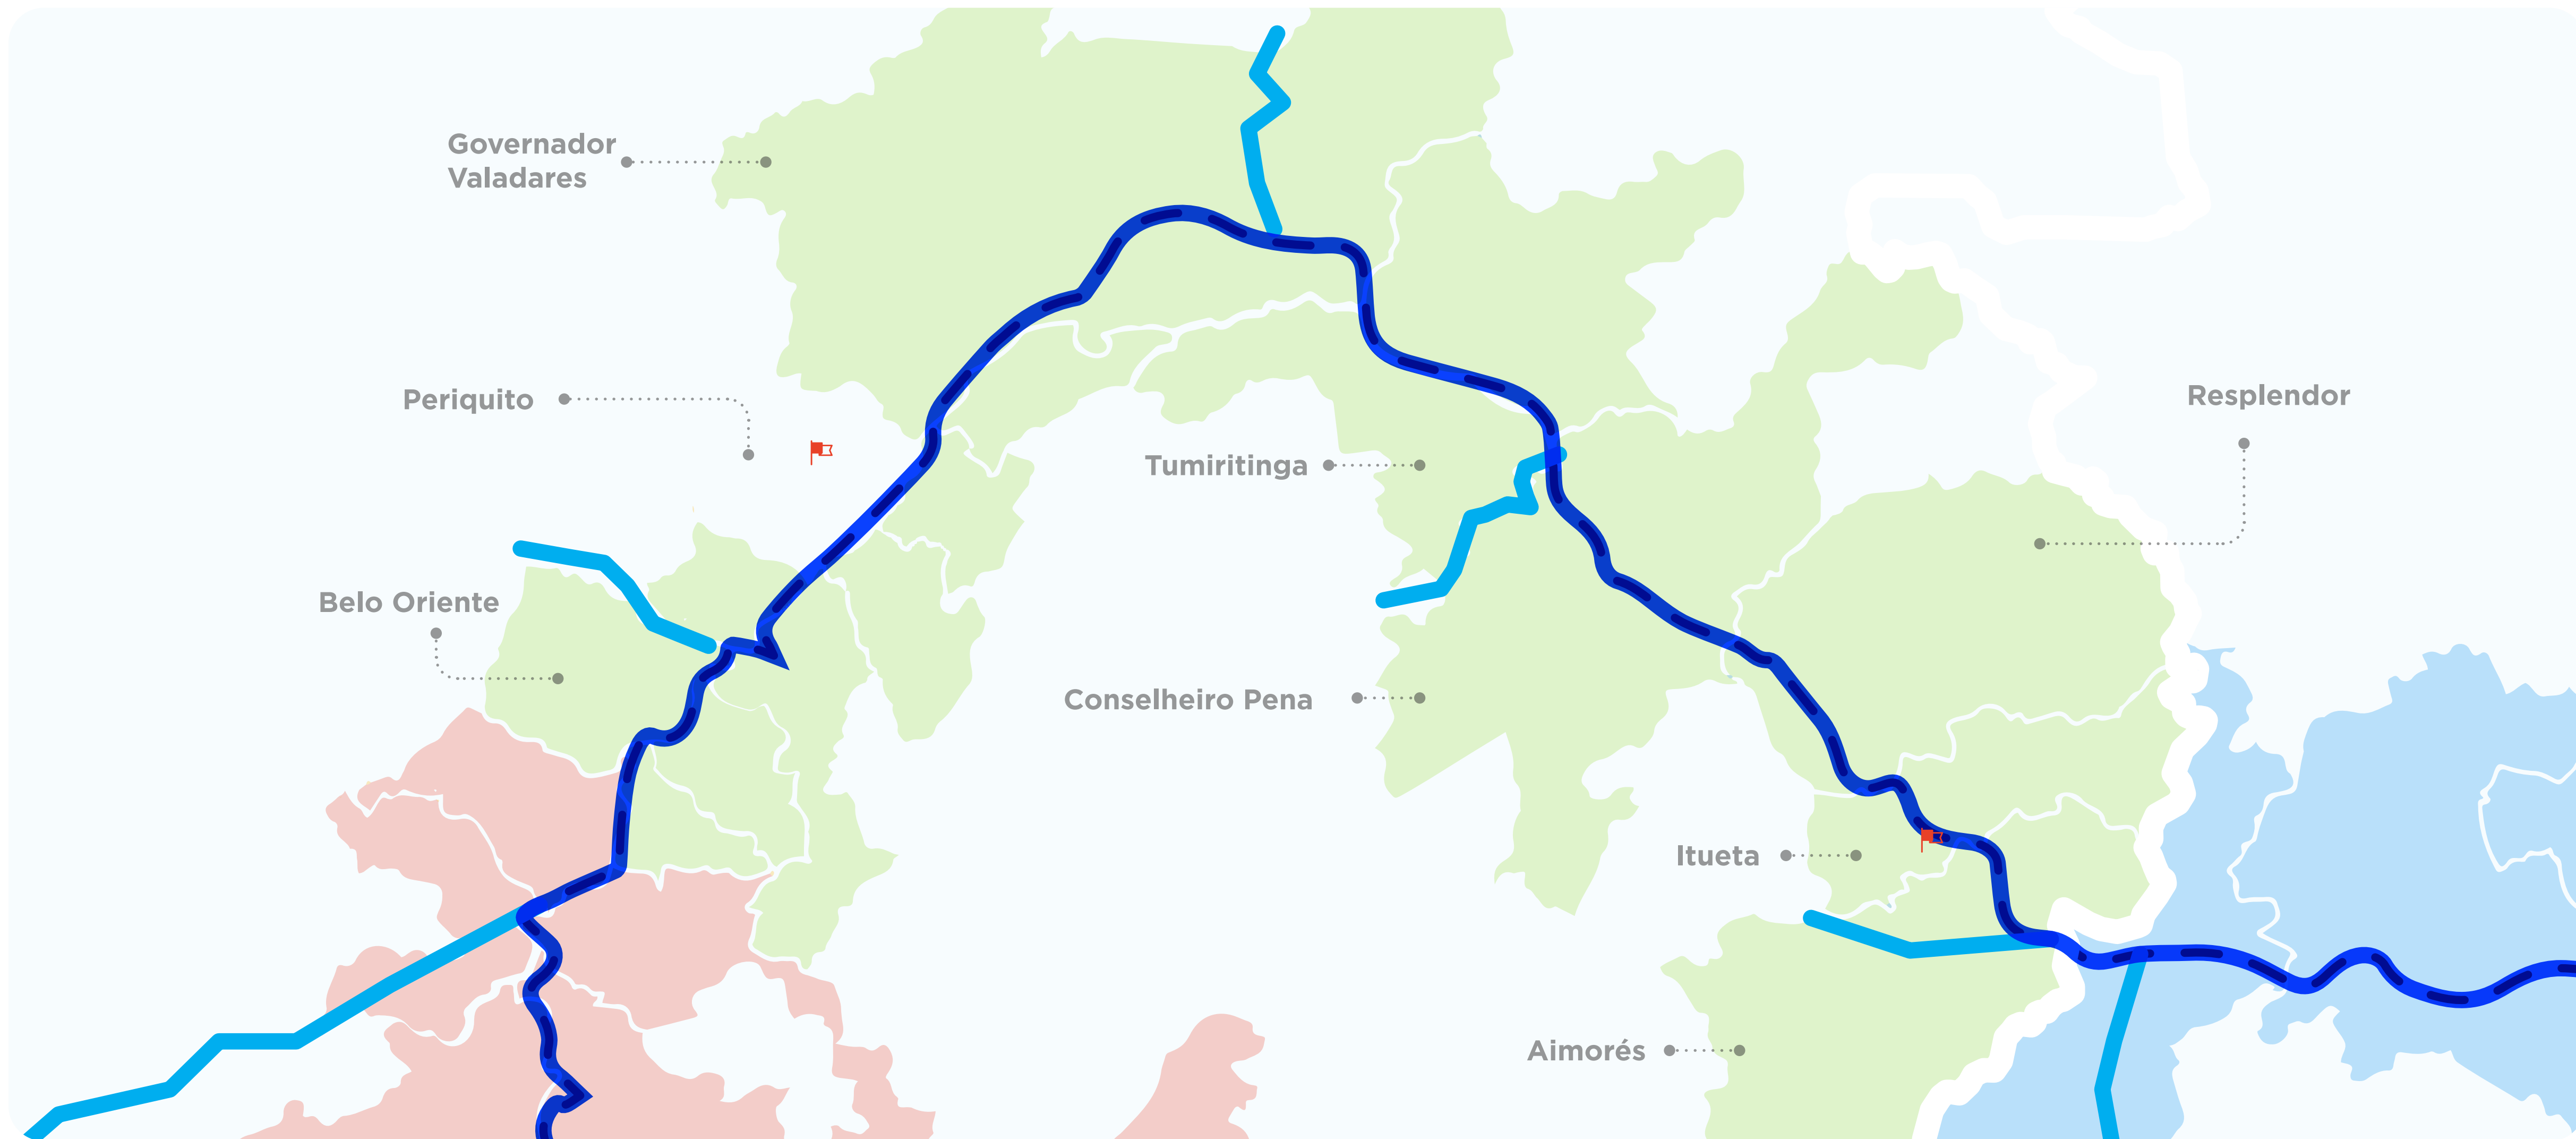 Governador
Valadares
Periquito
Resplendor
Tumiritinga
Belo Oriente
Conselheiro Pena
Itueta
Aimorés